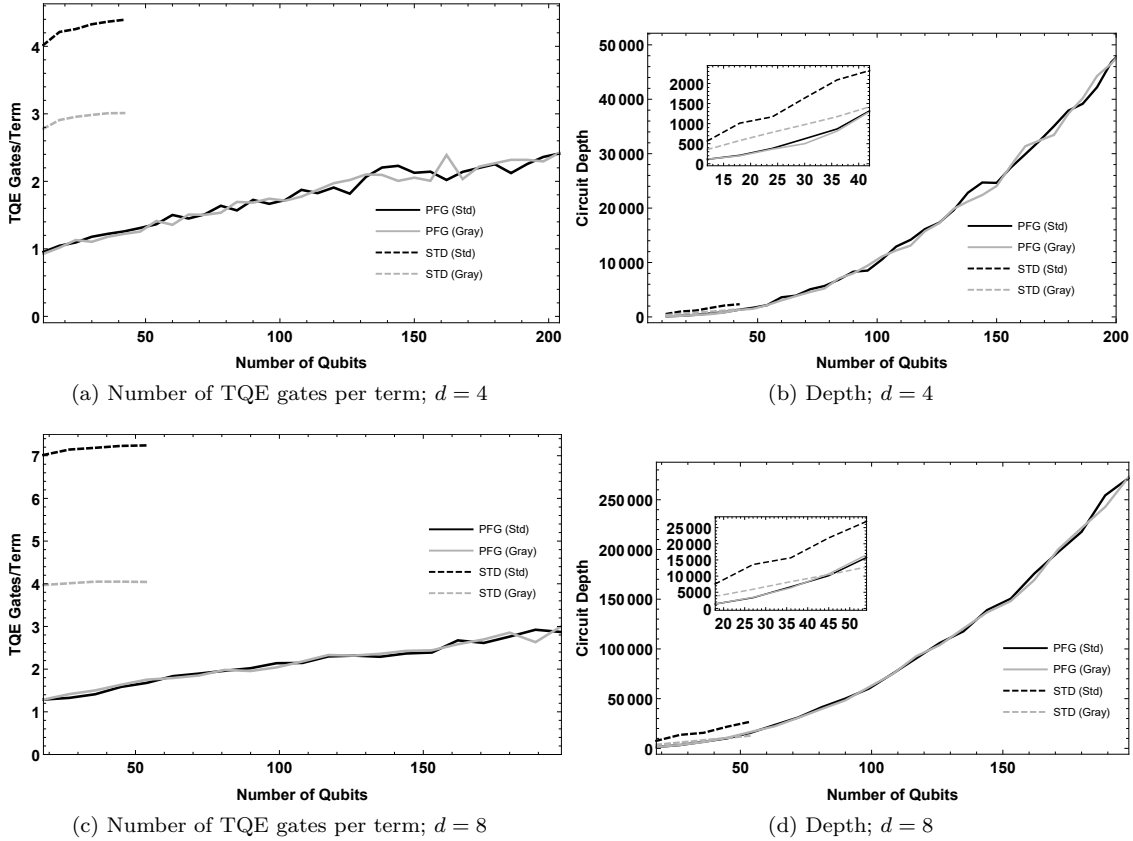 4
3
2
1
0
TQE Gates/Term
PFG (Std)
PFG (Gray)
STD (Std)
STD (Gray)
50 100 150 200
Number of Qubits
(a) Number of TQE gates per term; d = 4
50 000
40 000
30 000
20 000
10 000
0
Circuit Depth
2000
1500
1000
500
0
15 20 25 30 35 40
PFG (Std)
PFG (Gray)
STD (Std)
STD (Gray)
0 50 100 150 200
Number of Qubits
(b) Depth; d = 4
7
6
5
4
3
2
1
0
TQE Gates/Term
PFG (Std)
PFG (Gray)
STD (Std)
STD (Gray)
50 100 150
Number of Qubits
(c) Number of TQE gates per term; d = 8
250 000
200 000
150 000
100 000
50 000
0
Circuit Depth
25 000
20 000
15 000
10 000
5000
0
20 25 30 35 40 45 50
PFG (Std)
PFG (Gray)
STD (Std)
STD (Gray)
50 100 150
Number of Qubits
(d) Depth; d = 8